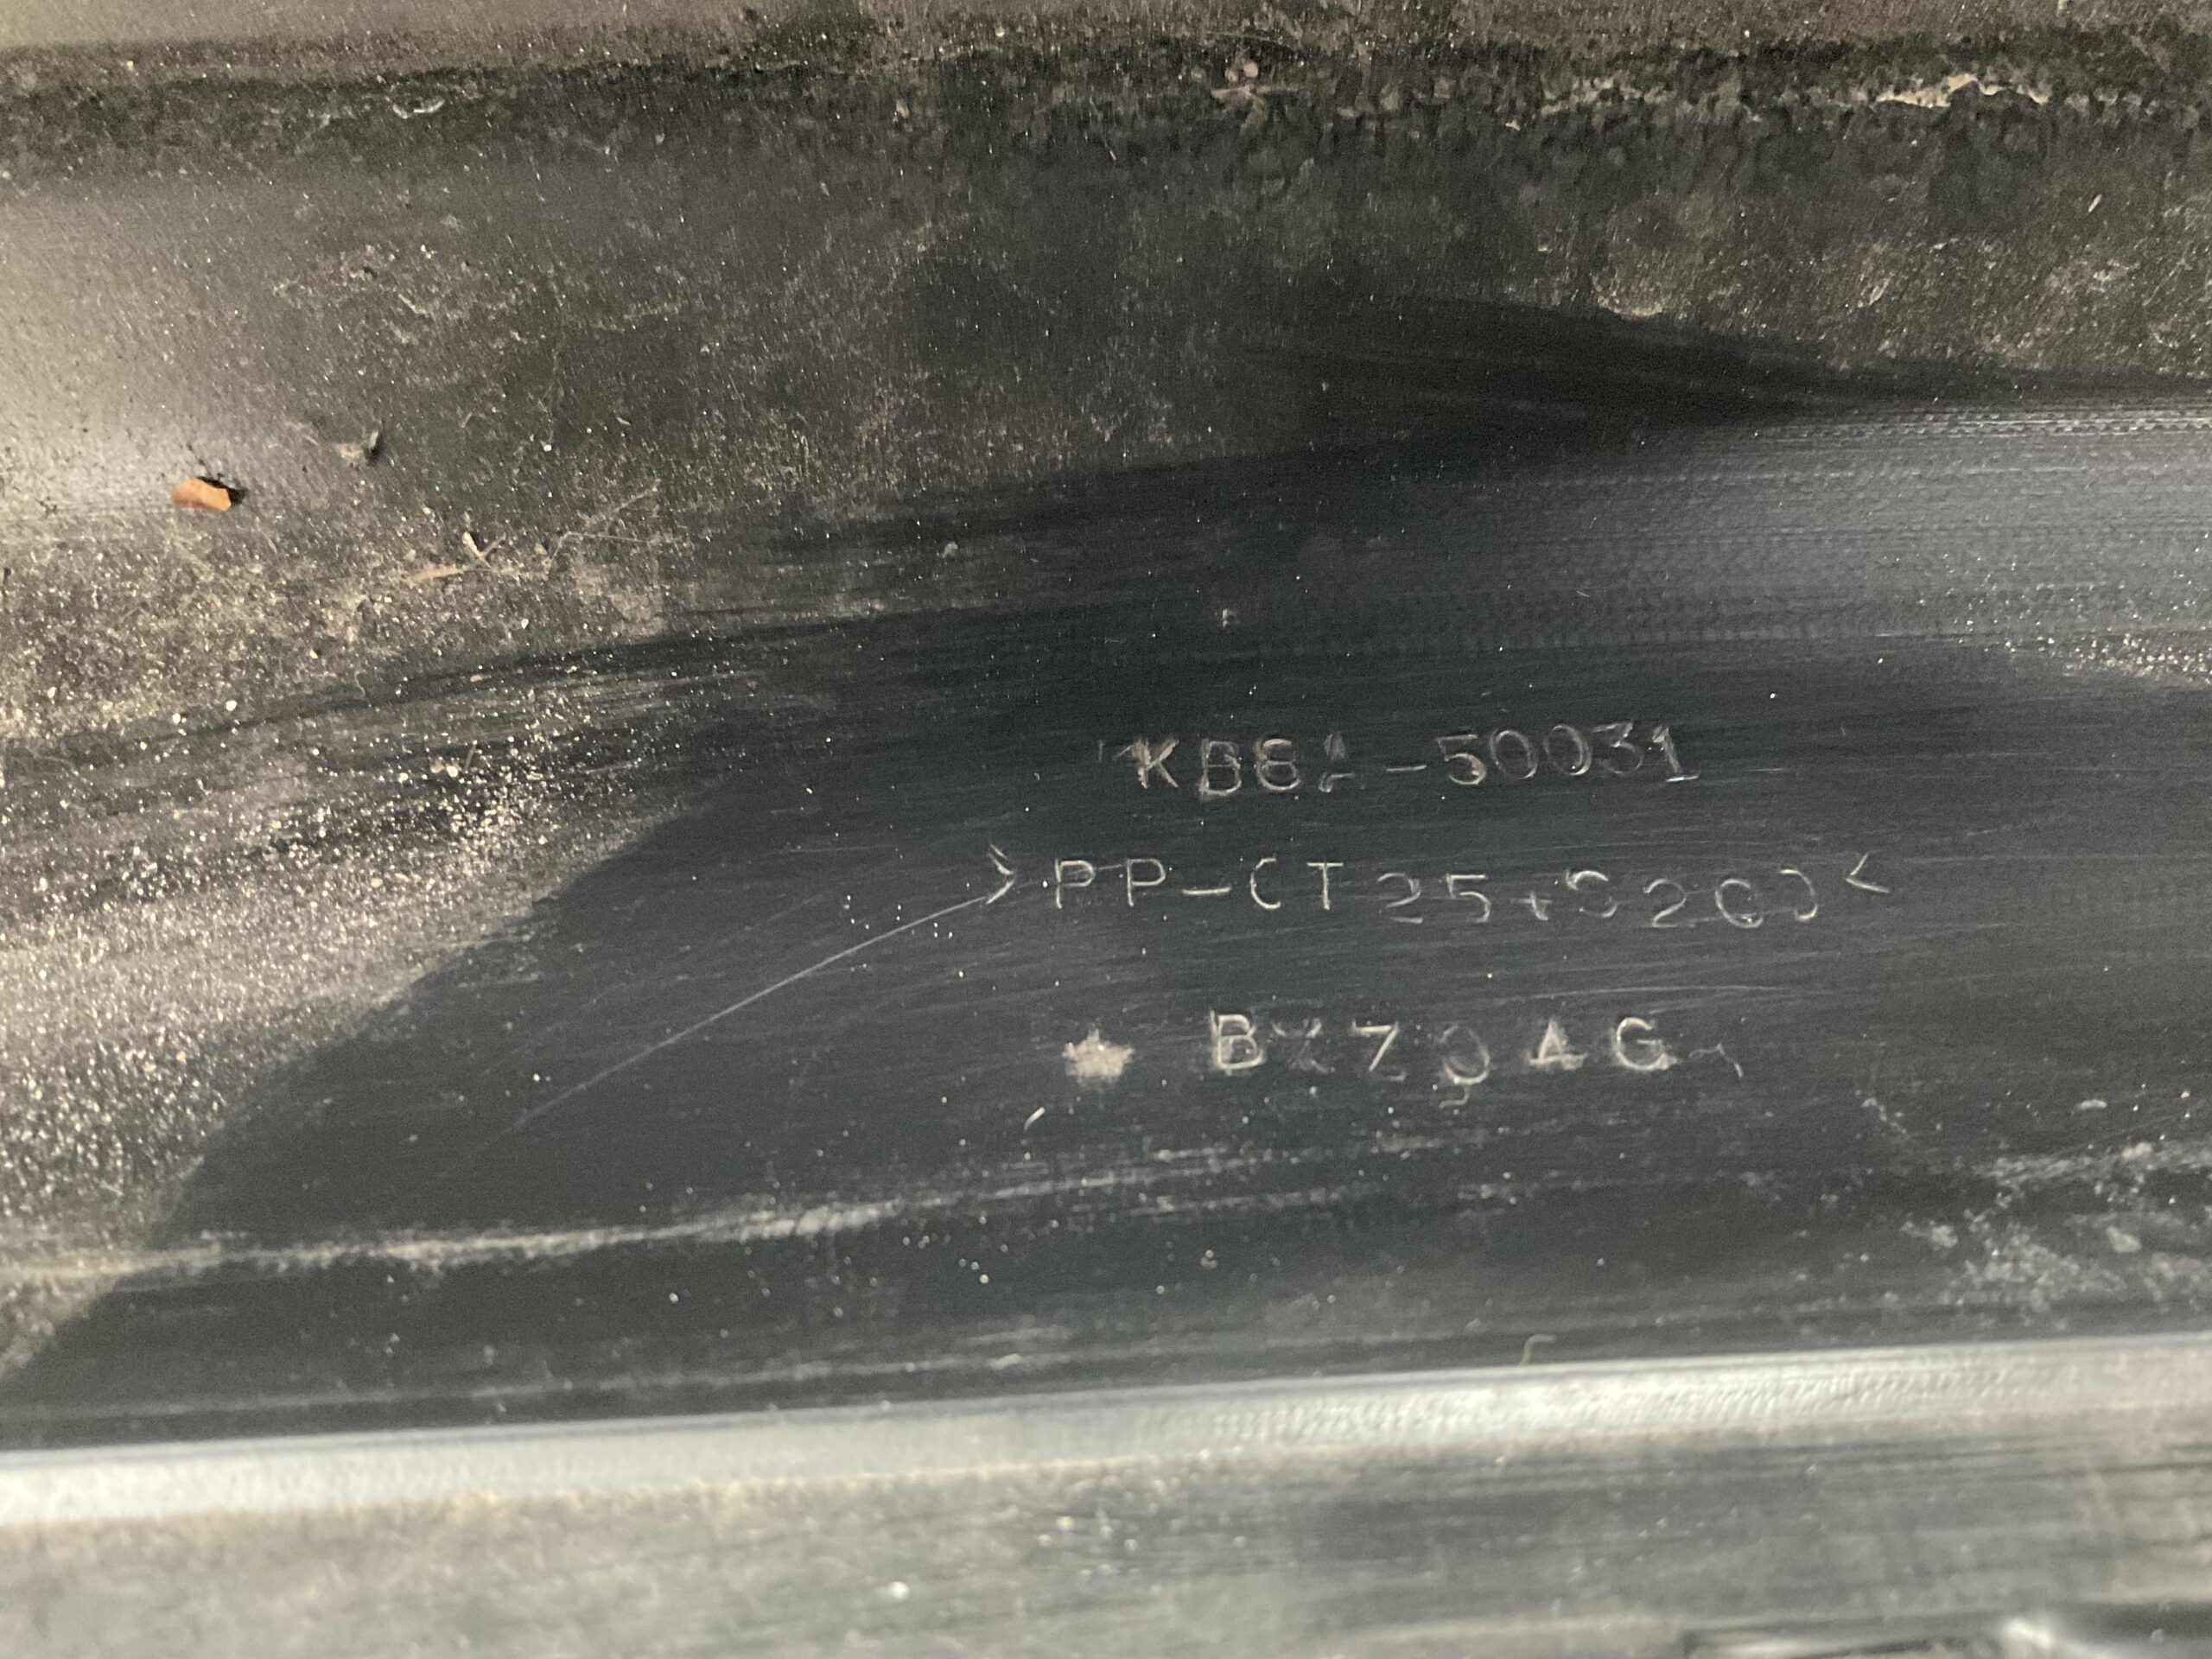 KB8A-50031
>PP-(T25+S20)<
★ B